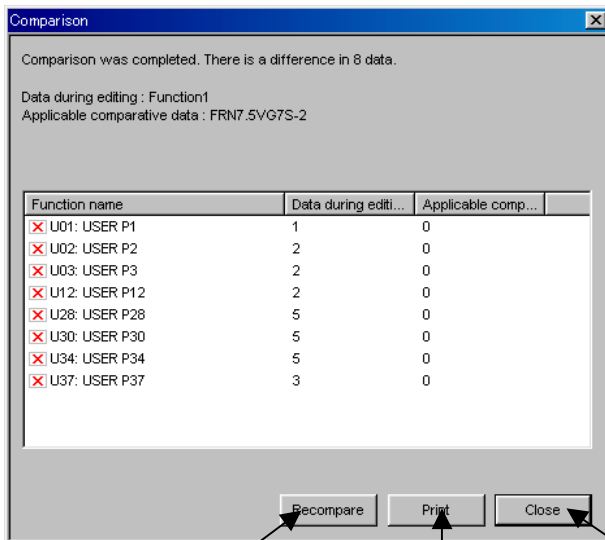 Comparison
Comparison was completed. There is a difference in 8 data.
Data during editing : Function1
Applicable comparative data : FRN7.5VG7S-2
Function name Data during editi... Applicable comp...
U01: USER P1 1 0
U02: USER P2 2 0
U03: USER P3 2 0
U12: USER P12 2 0
U28: USER P28 5 0
U30: USER P30 5 0
U34: USER P34 5 0
U37: USER P37 3 0
Recompare Print Close